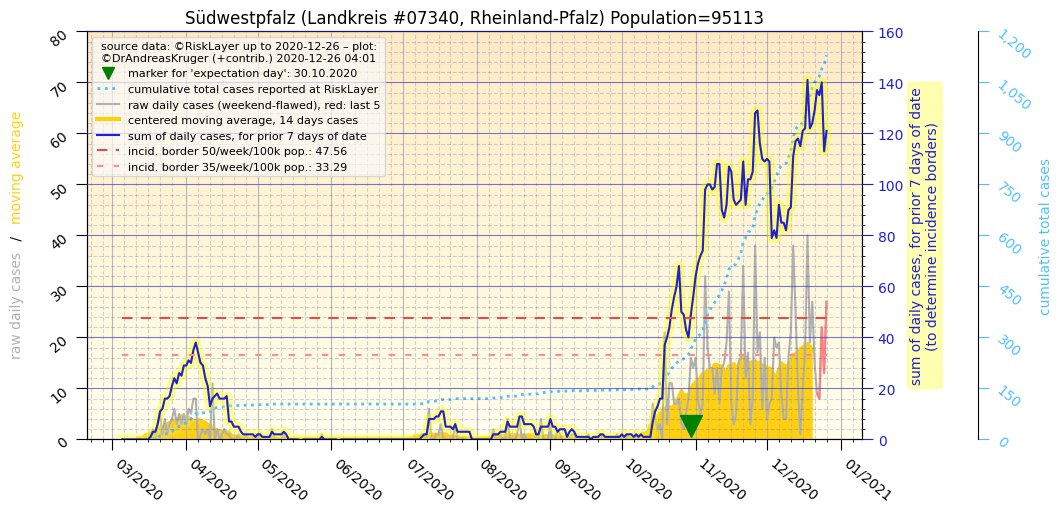 Südwestpfalz (Landkreis #07340, Rheinland-Pfalz) Population=95113
source data: ©RiskLayer up to 2020-12-26 – plot:
©DrAndreasKruger (+contrib.) 2020-12-26 04:01
marker for 'expectation day': 30.10.2020
cumulative total cases reported at RiskLayer
raw daily cases (weekend-flawed), red: last 5
centered moving average, 14 days cases
sum of daily cases, for prior 7 days of date
incid. border 50/week/100k pop.: 47.56
incid. border 35/week/100k pop.: 33.29
raw daily cases / moving average
80
70
60
50
40
30
20
10
0
160
140
120
100
80
60
40
20
0
sum of daily cases, for prior 7 days of date
(to determine incidence borders)
1,200
1,050
900
750
600
450
300
150
0
cumulative total cases
03/2020
04/2020
05/2020
06/2020
07/2020
08/2020
09/2020
10/2020
11/2020
12/2020
01/2021